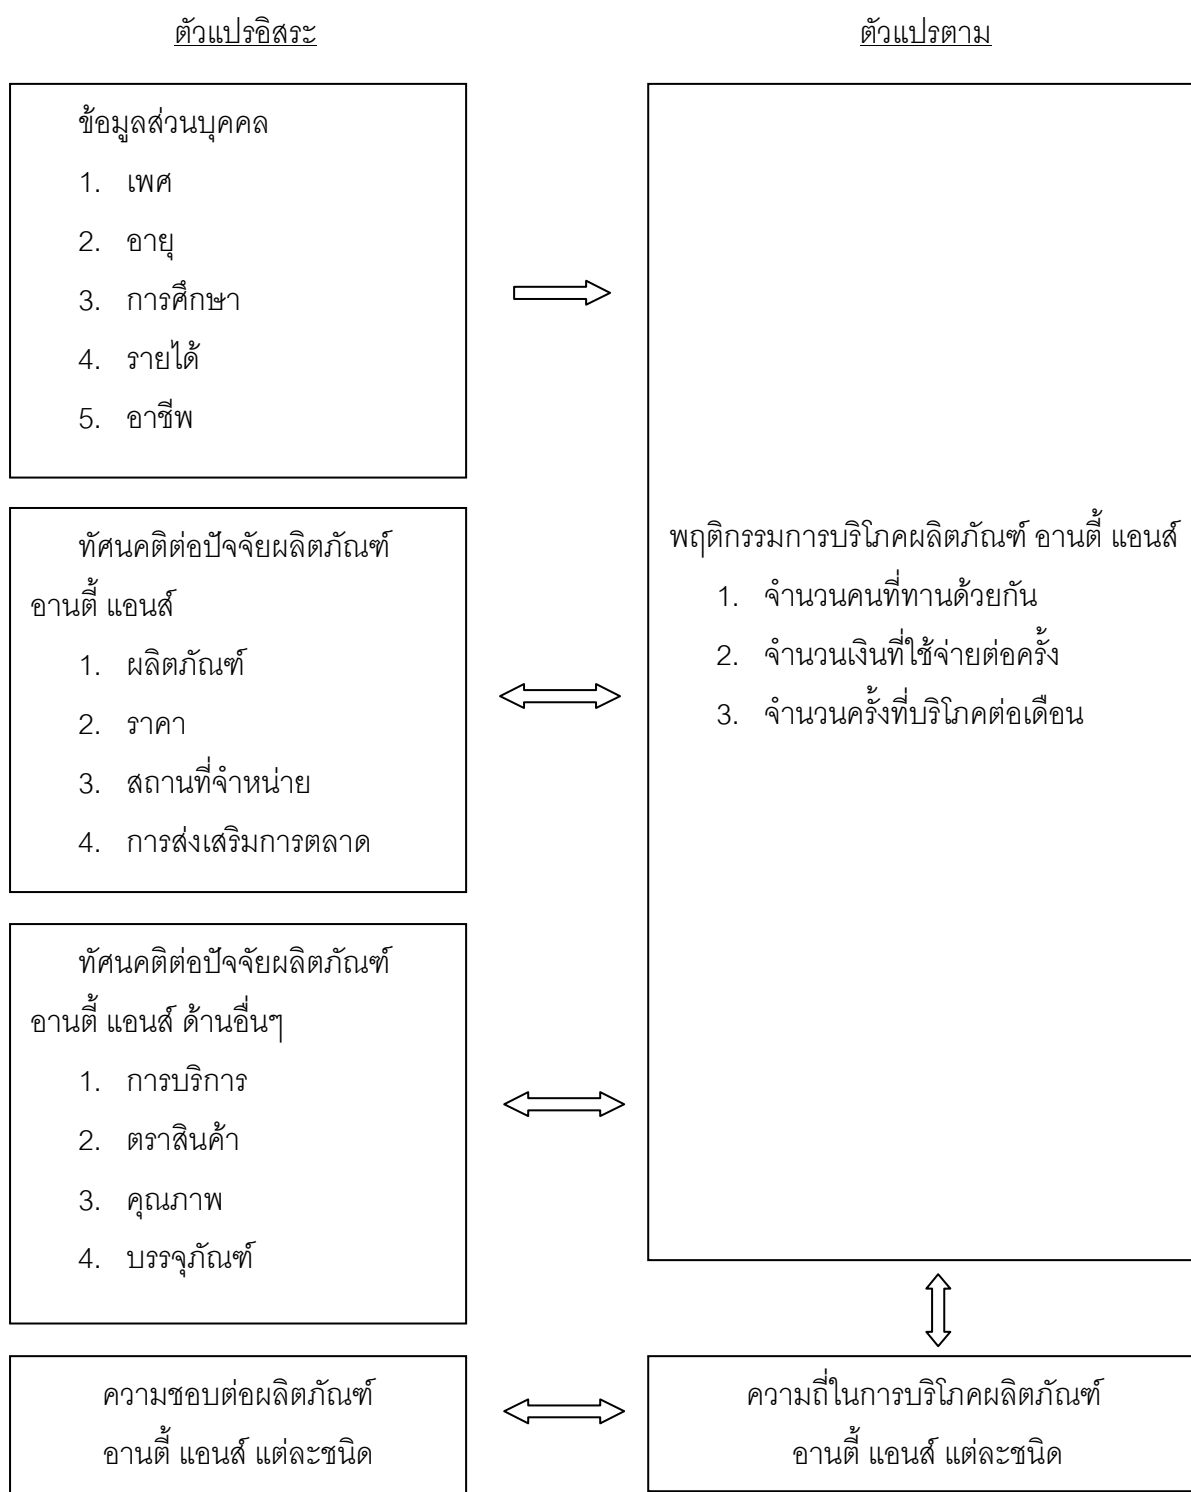 ตัวแปรอิสระ
ตัวแปรตาม
ข้อมูลส่วนบุคคล
1. เพศ
2. อายุ
3. การศึกษา
4. รายได้
5. อาชีพ
ทัศนคติต่อปัจจัยผลิตภัณฑ์
อานตี้ แอนส์
1. ผลิตภัณฑ์
2. ราคา
3. สถานที่จำหน่าย
4. การส่งเสริมการตลาด
ทัศนคติต่อปัจจัยผลิตภัณฑ์
อานตี้ แอนส์ ด้านอื่นๆ
1. การบริการ
2. ตราสินค้า
3. คุณภาพ
4. บรรจุภัณฑ์
พฤติกรรมการบริโภคผลิตภัณฑ์ อานตี้ แอนส์
1. จำนวนคนที่ทานด้วยกัน
2. จำนวนเงินที่ใช้จ่ายต่อครั้ง
3. จำนวนครั้งที่บริโภคต่อเดือน
ความชอบต่อผลิตภัณฑ์
อานตี้ แอนส์ แต่ละชนิด
ความถี่ในการบริโภคผลิตภัณฑ์
อานตี้ แอนส์ แต่ละชนิด